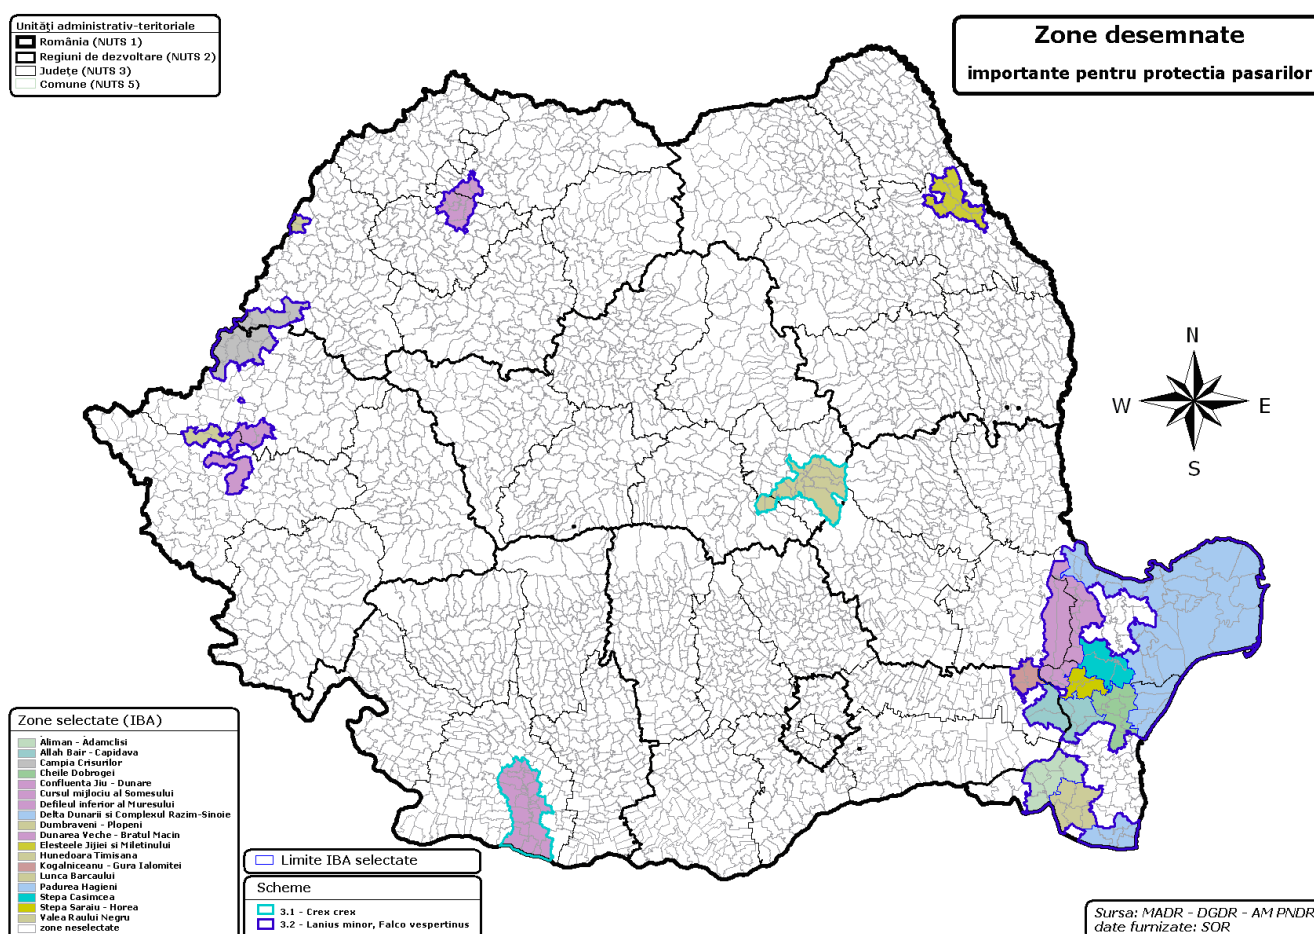 Unități administrativ-teritoriale
România (NUTS 1)
Regiuni de dezvoltare (NUTS 2)
Județe (NUTS 3)
Comune (NUTS 5)
Zone desemnate
importante pentru protectia pasarilor
N
W
E
S
Zone selectate (IBA)
Aliman - Adamclisi
Allah Bair - Capidava
Campia Crisurilor
Cheile Dobrogei
Confluenta Jiu - Dunare
Cursul mijlociu al Somesului
Defileul inferior al Muresului
Delta Dunarii si Complexul Razim-Sinoie
Dumbraveni - Plopeni
Dunarea Veche - Bratul Macin
Elesteele Jijiei si Miletinului
Hunedoara Timisana
Kogalniceanu - Gura Ialomitei
Lunca Barcaului
Padurea Hagieni
Stepa Casimcea
Stepa Saraiu - Horea
Valea Raului Negru
zone neselectate
Limite IBA selectate
Scheme
3.1 - Crex crex
3.2 - Lanius minor, Falco vespertinus
Sursa: MADR - DGDR - AM PNDR
date furnizate: SOR